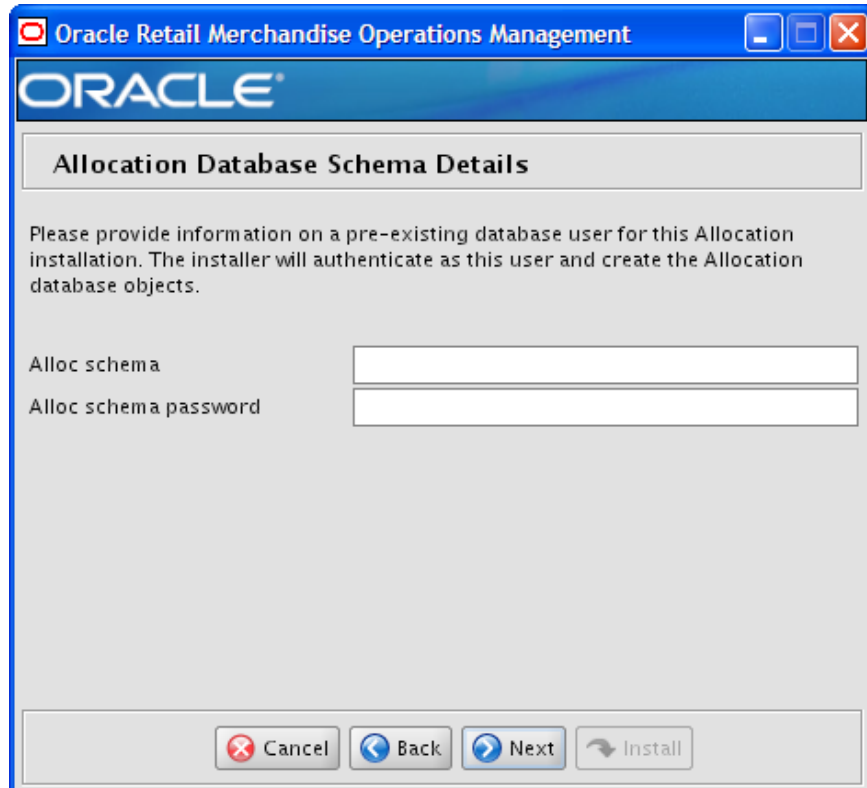 Oracle Retail Merchandise Operations Management
ORACLE®
Allocation Database Schema Details
Please provide information on a pre-existing database user for this Allocation
installation. The installer will authenticate as this user and create the Allocation
database objects.
Alloc schema
Alloc schema password
Cancel Back Next Install